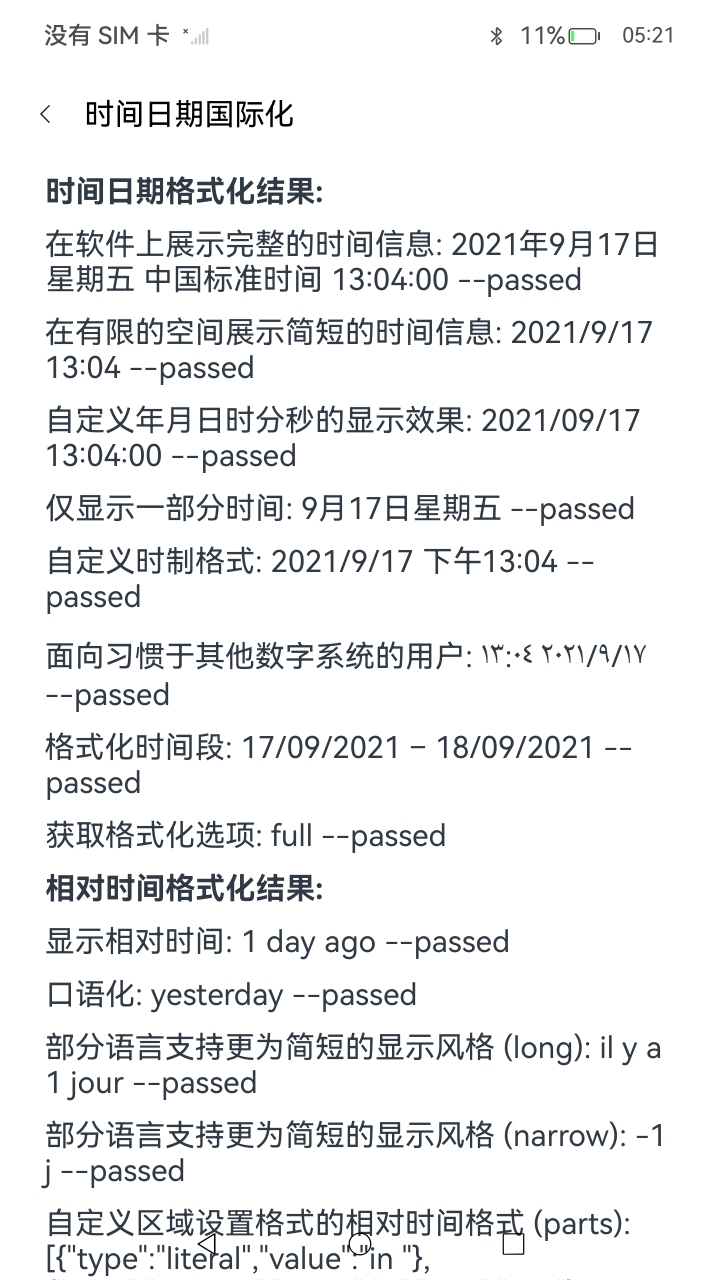 没有 SIM 卡 11% 05:21
时间日期国际化
时间日期格式化结果:
在软件上展示完整的时间信息: 2021年9月17日
星期五 中国标准时间 13:04:00 --passed
在有限的空间展示简短的时间信息: 2021/9/17
13:04 --passed
自定义年月日时分秒的显示效果: 2021/09/17
13:04:00 --passed
仅显示一部分时间: 9月17日星期五 --passed
自定义时制格式: 2021/9/17 下午13:04 --
passed
面向习惯于其他数字系统的用户: ١٣:٠٤ ٢٠٢١/٩/١٧
--passed
格式化时间段: 17/09/2021 – 18/09/2021 --
passed
获取格式化选项: full --passed
相对时间格式化结果:
显示相对时间: 1 day ago --passed
口语化: yesterday --passed
部分语言支持更为简短的显示风格 (long): il y a
1 jour --passed
部分语言支持更为简短的显示风格 (narrow): -1
j --passed
自定义区域设置格式的相对时间格式 (parts):
[{"type":"literal","value":"in "},